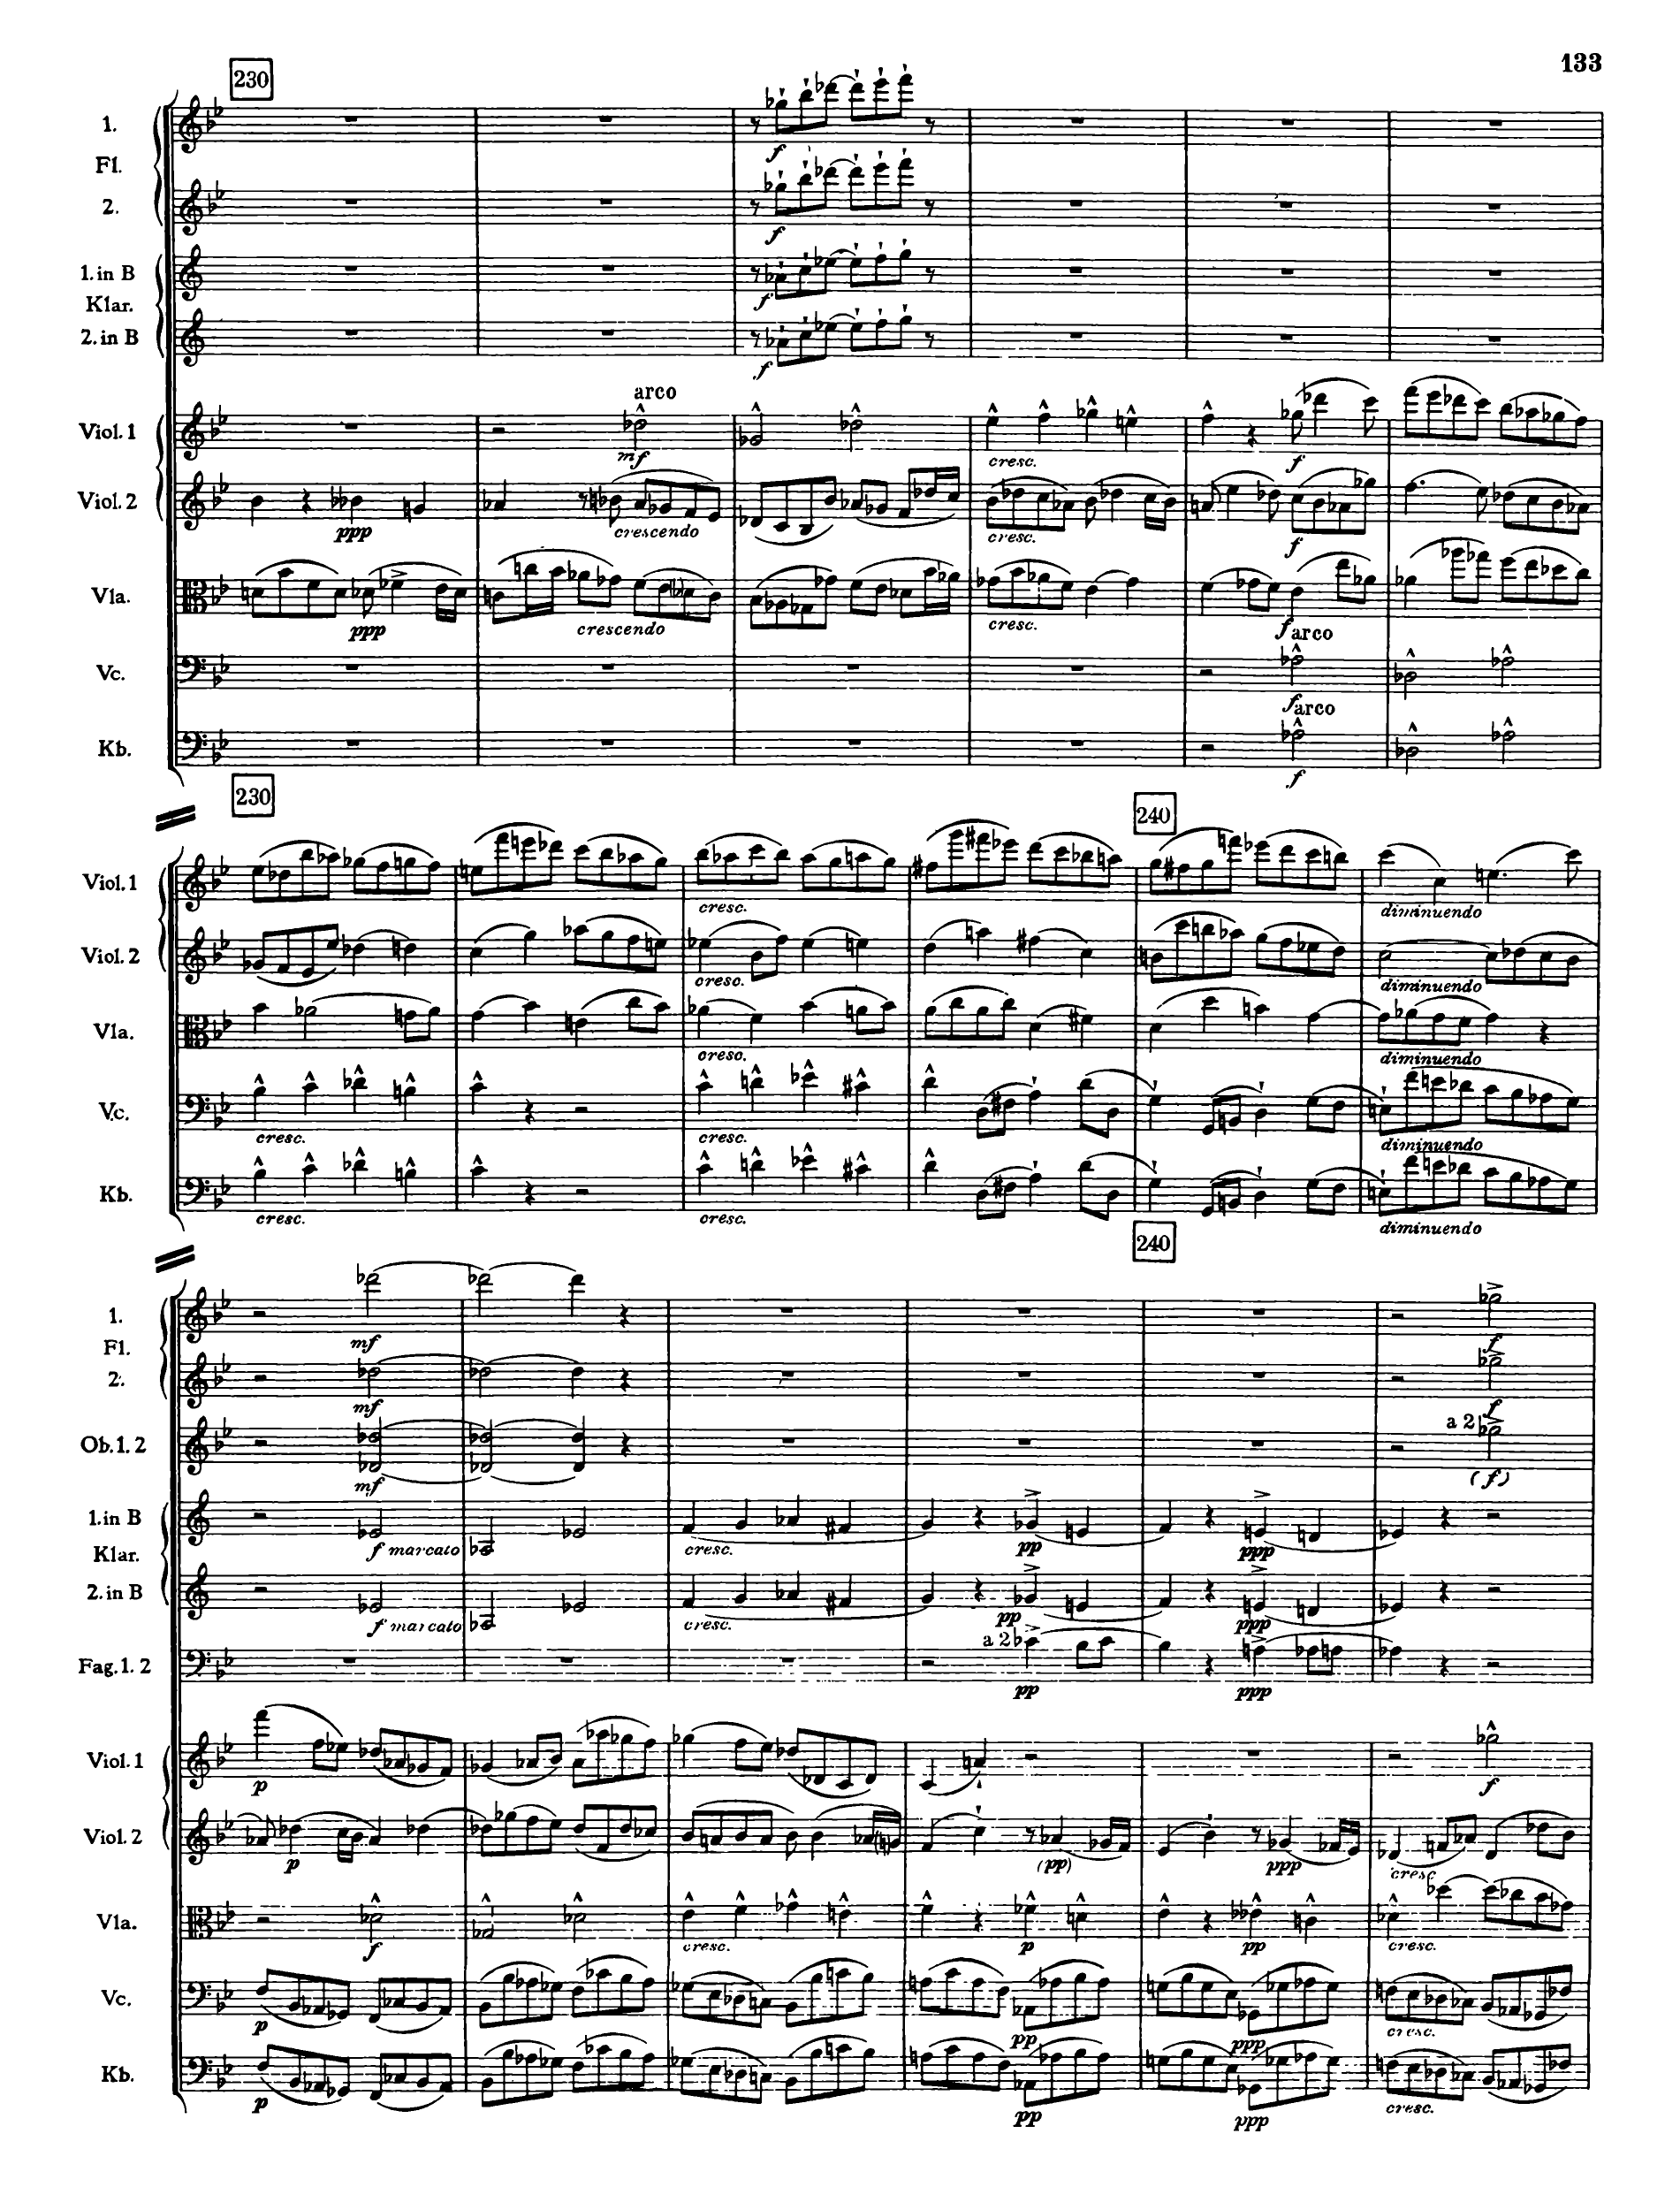 133
230
1.
Fl.
2.
1. in B
Klar.
2. in B
arco
Viol. 1
mf
cresc.
f
Viol. 2
ppp
crescendo
cresc.
f
Vla.
ppp
crescendo
cresc.
f
arco
Vc.
f
arco
Kb.
f
230
240
Viol. 1
cresc.
diminuendo
Viol. 2
cresc.
diminuendo
Vla.
cresc.
diminuendo
Vc.
cresc.
cresc.
diminuendo
Kb.
cresc.
cresc.
diminuendo
240
1.
mf
f
Fl.
2.
mf
f
a 2
Ob. 1. 2
mf
(f)
1. in B
f marcato
cresc.
pp
ppp
Klar.
2. in B
f marcato
cresc.
pp
ppp
a 2
Fag. 1. 2
pp
ppp
Viol. 1
p
f
Viol. 2
p
(pp)
ppp
cresc.
Vla.
f
cresc.
p
pp
cresc.
Vc.
p
pp
ppp
cresc.
Kb.
p
pp
ppp
cresc.